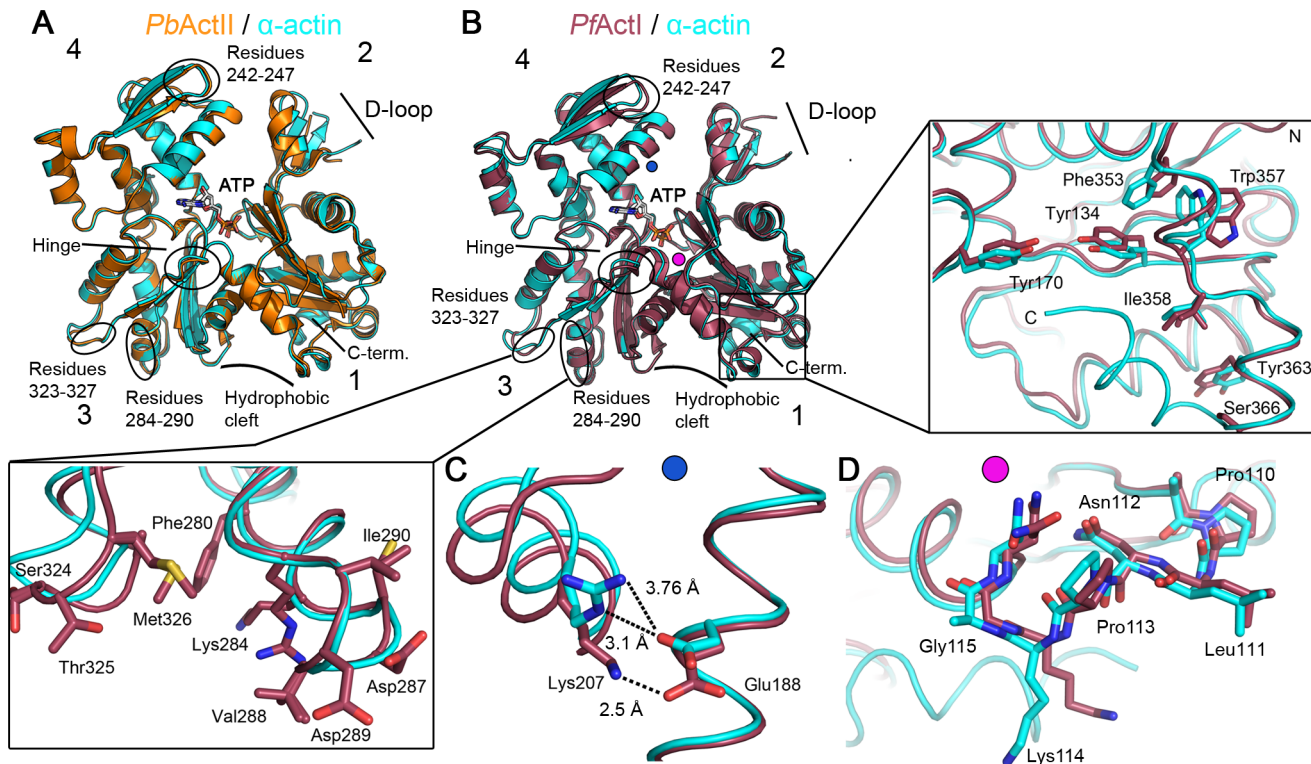 A
PbActII / α-actin
4
Residues
242-247
2
D-loop
ATP
Hinge
Residues
323-327
3
Residues
284-290
Hydrophobic
cleft
1
C-term.
B
PfActI / α-actin
4
Residues
242-247
2
D-loop
ATP
Hinge
Residues
323-327
3
Residues
284-290
Hydrophobic
cleft
1
C-term.
N
Phe353
Trp357
Tyr134
Tyr170
Ile358
C
Tyr363
Ser366
Phe280
Ile290
Ser324
Met326
Lys284
Thr325
Asp287
Val288
Asp289
C
3.76 Å
3.1 Å
Lys207
Glu188
2.5 Å
D
Pro110
Asn112
Pro113
Gly115
Leu111
Lys114